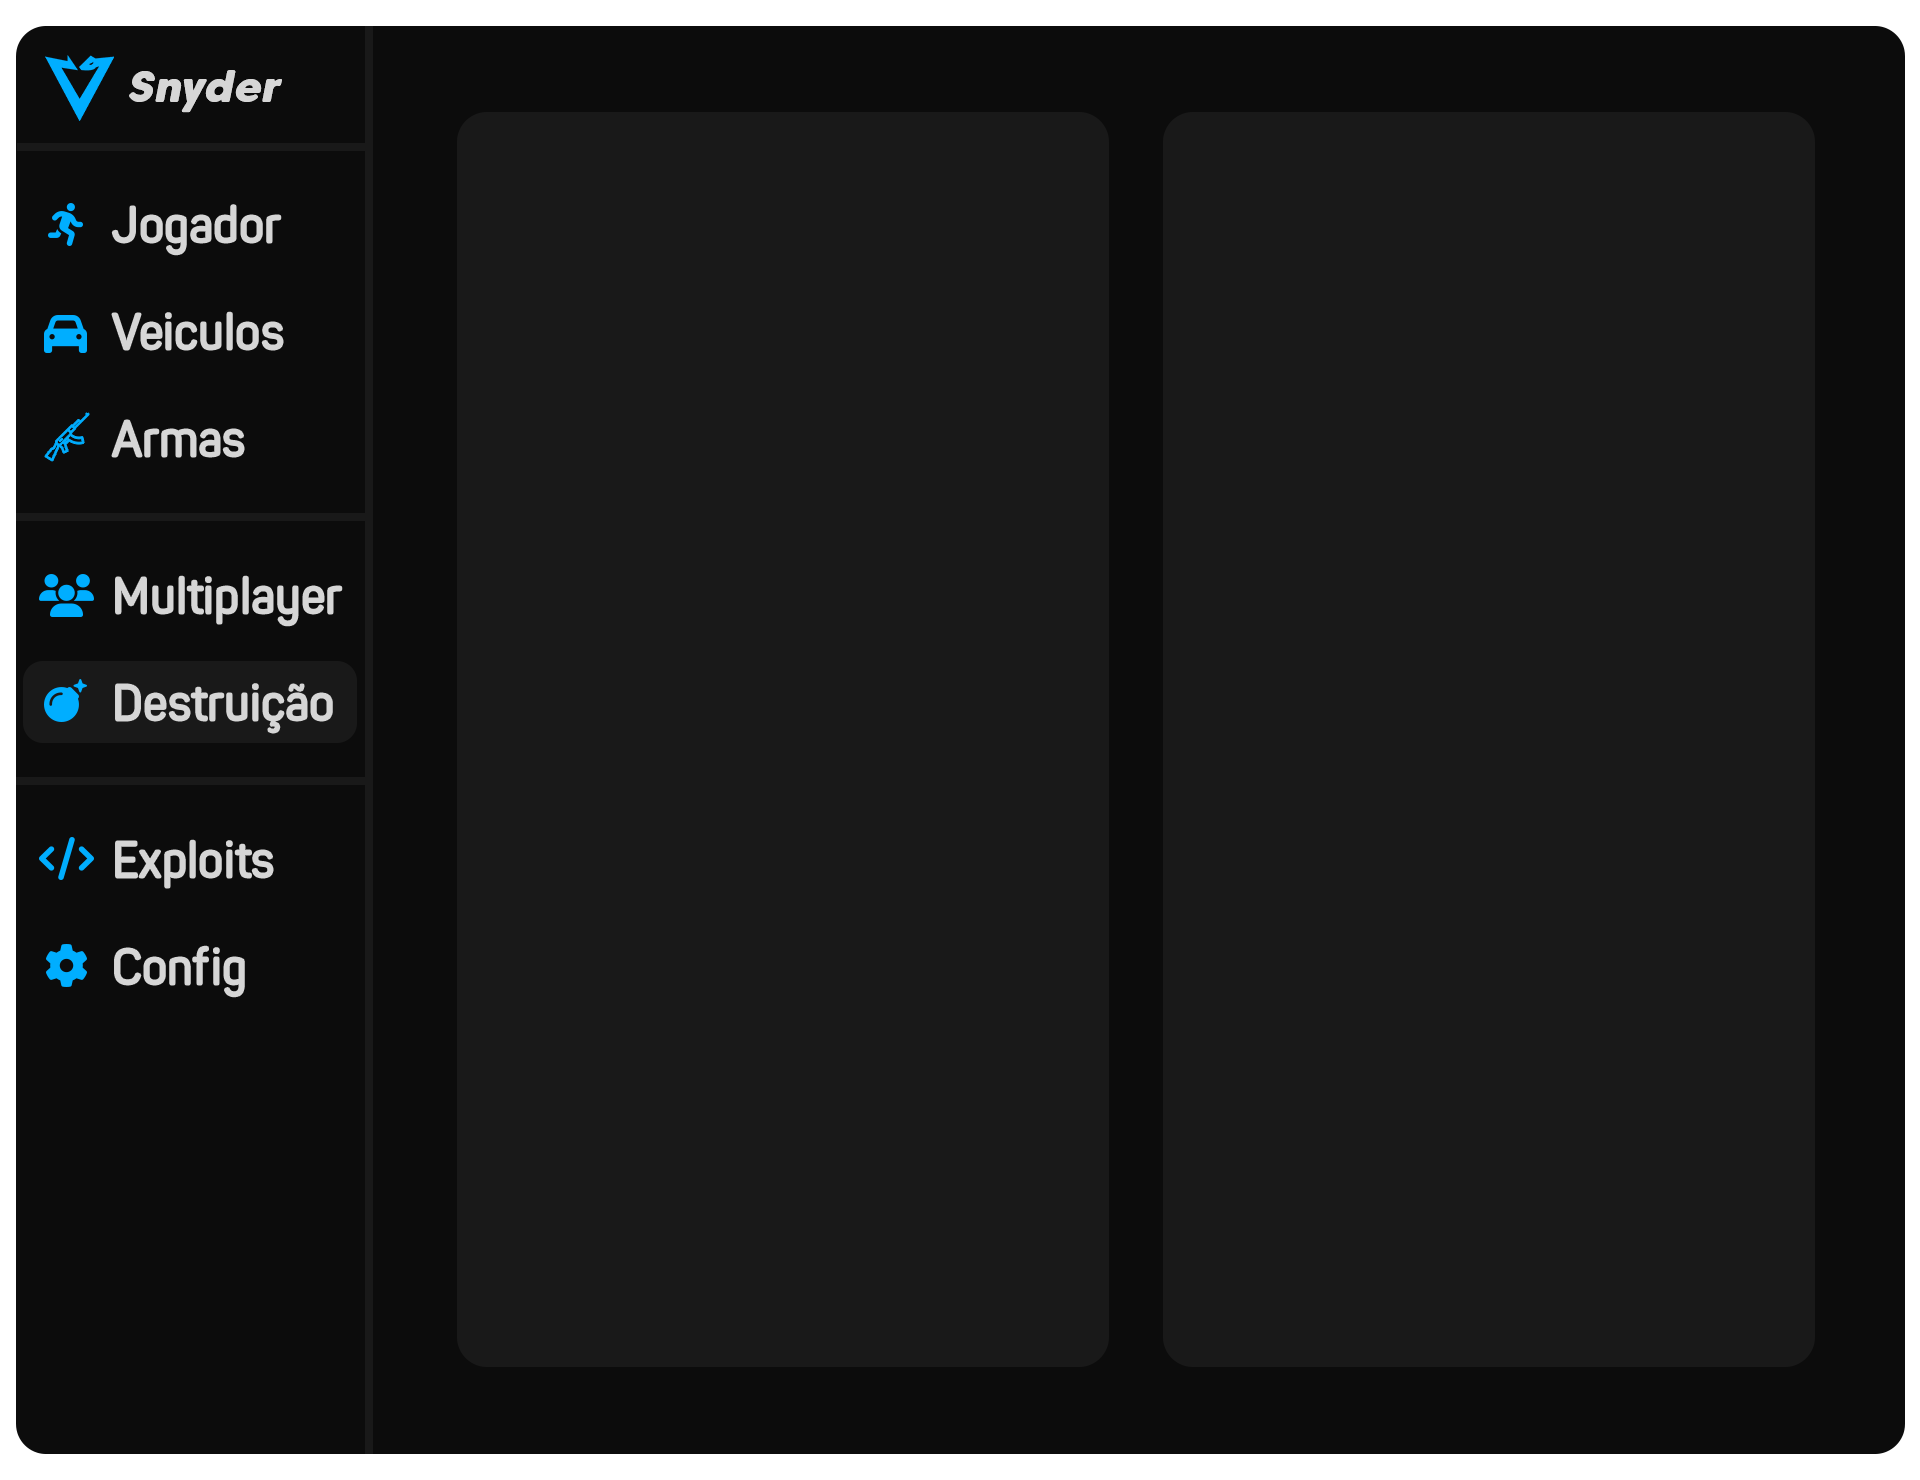 Snyder
Jogador
Veiculos
Armas
Multiplayer
Destruição
Exploits
Config